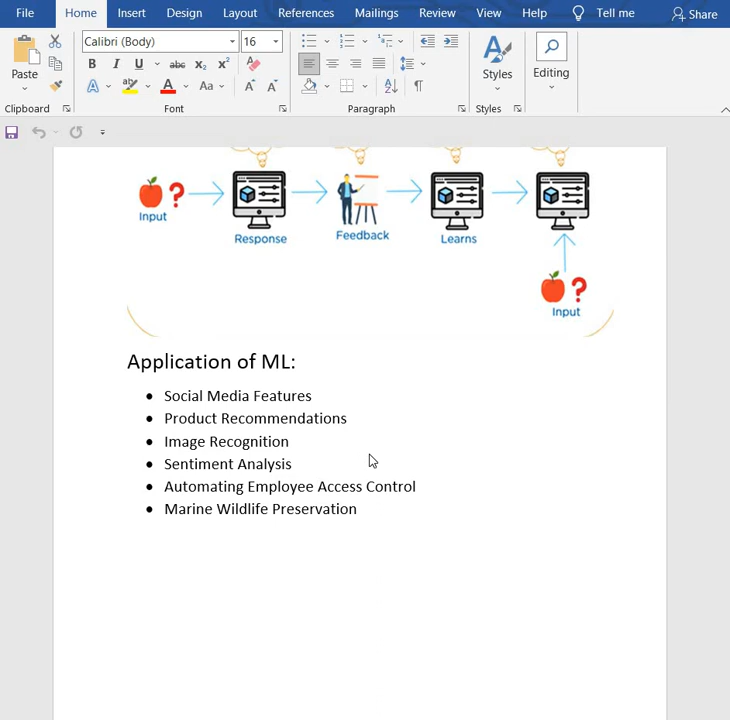 File Home Insert Design Layout References Mailings Review View Help Tell me Share
Calibri (Body) 16
Paste
B I U abc x₂ x² Styles Editing
A ab A Aa A A A Z ¶
Clipboard Font Paragraph Styles
? ?
Input
Response Feedback Learns
?
Input
Application of ML:
• Social Media Features
• Product Recommendations
• Image Recognition
• Sentiment Analysis
• Automating Employee Access Control
• Marine Wildlife Preservation